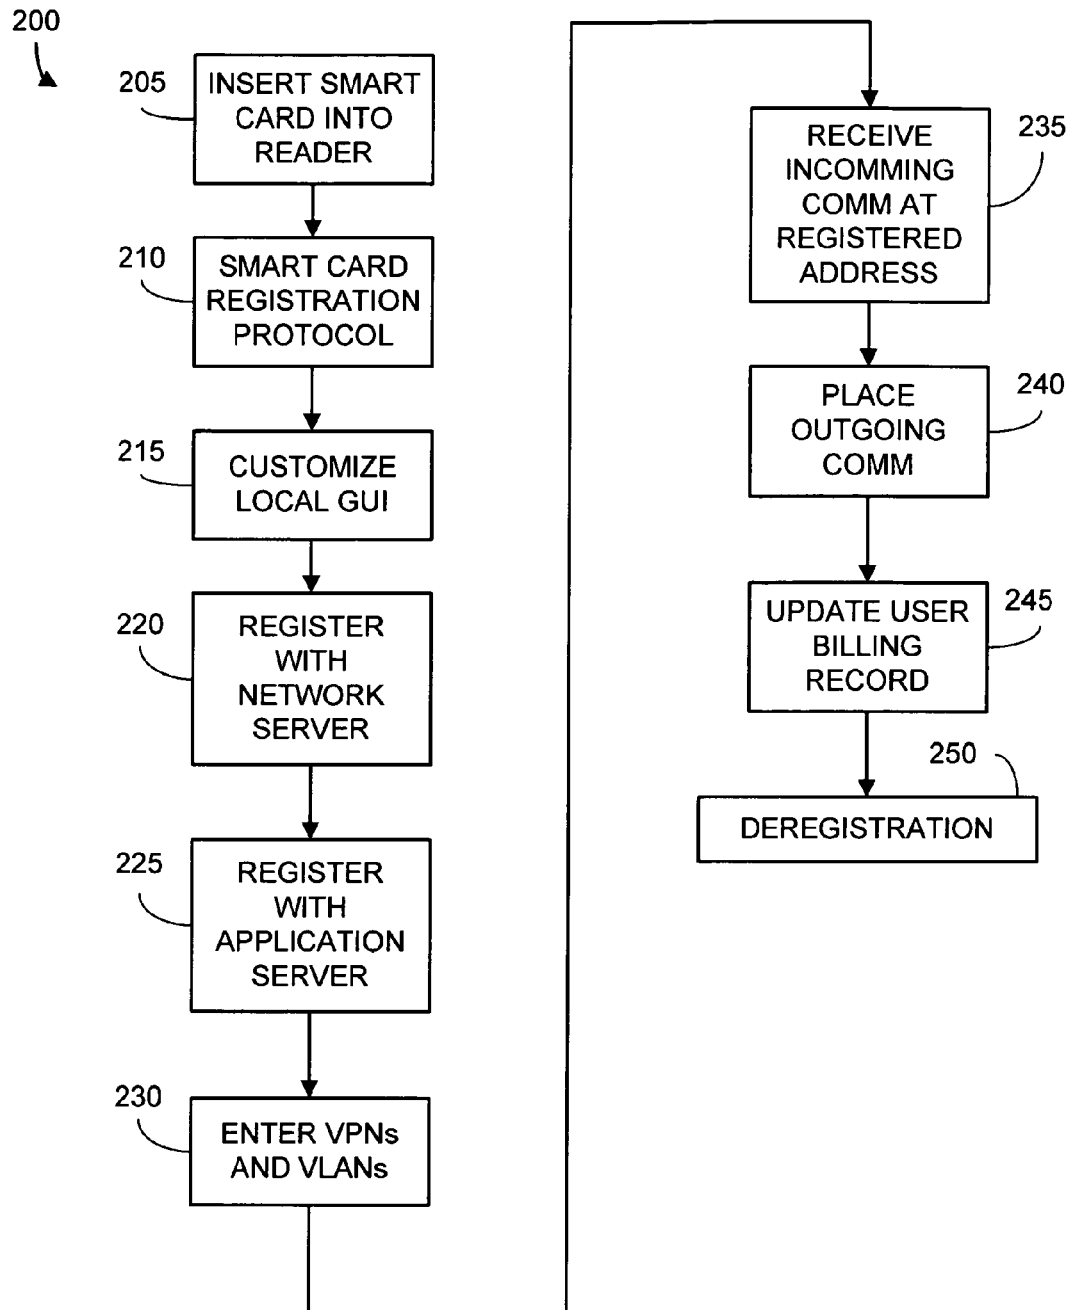 200
205
INSERT SMART
CARD INTO
READER
210
SMART CARD
REGISTRATION
PROTOCOL
215
CUSTOMIZE
LOCAL GUI
220
REGISTER
WITH
NETWORK
SERVER
225
REGISTER
WITH
APPLICATION
SERVER
230
ENTER VPNs
AND VLANs
235
RECEIVE
INCOMMING
COMM AT
REGISTERED
ADDRESS
240
PLACE
OUTGOING
COMM
245
UPDATE USER
BILLING
RECORD
250
DEREGISTRATION